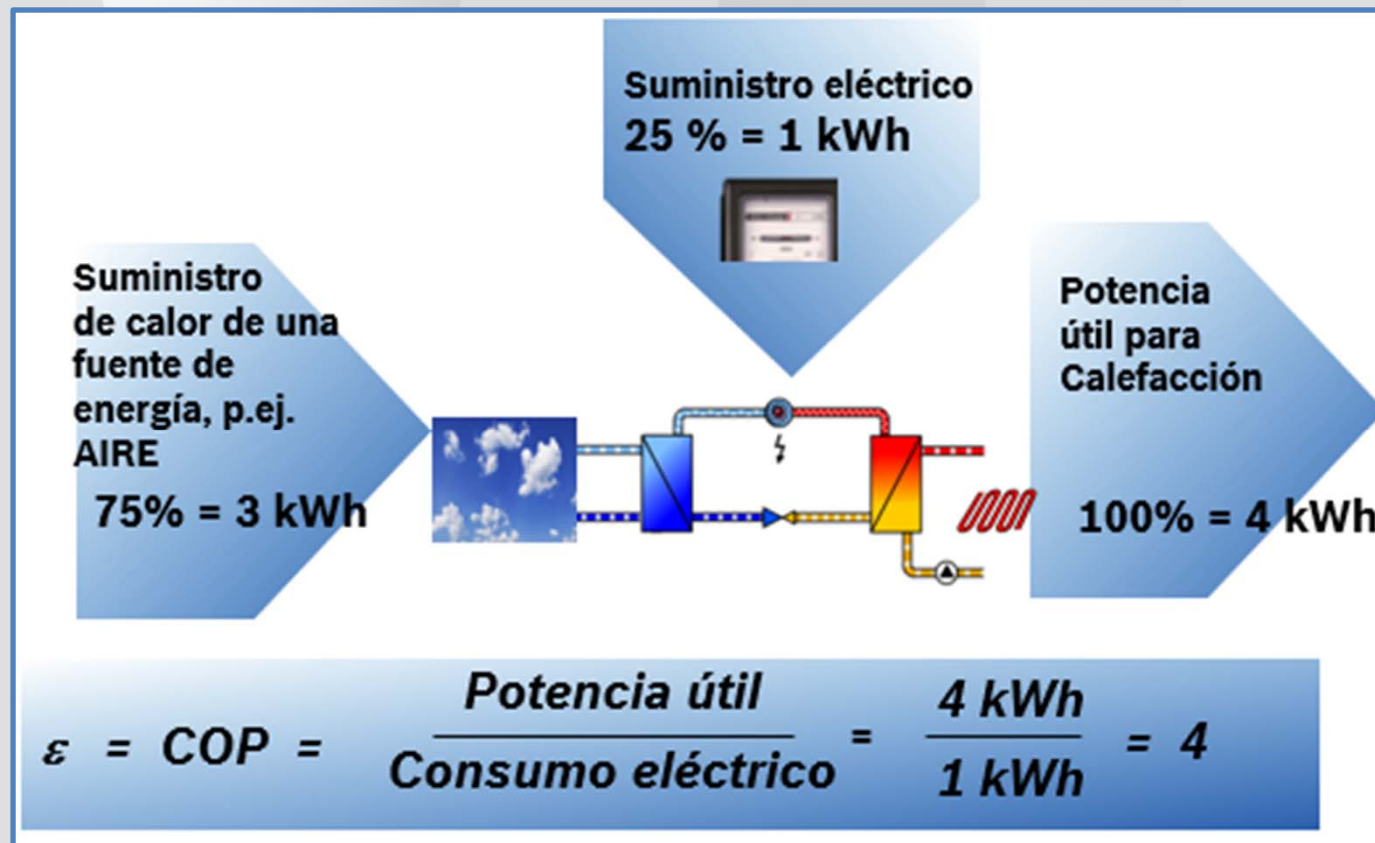 Suministro eléctrico
25 % = 1 kWh
Suministro
de calor de una
fuente de
energía, p.ej.
AIRE
75% = 3 kWh
Potencia
útil para
Calefacción
100% = 4 kWh
ε = COP = Potencia útil / Consumo eléctrico = 4 kWh / 1 kWh = 4